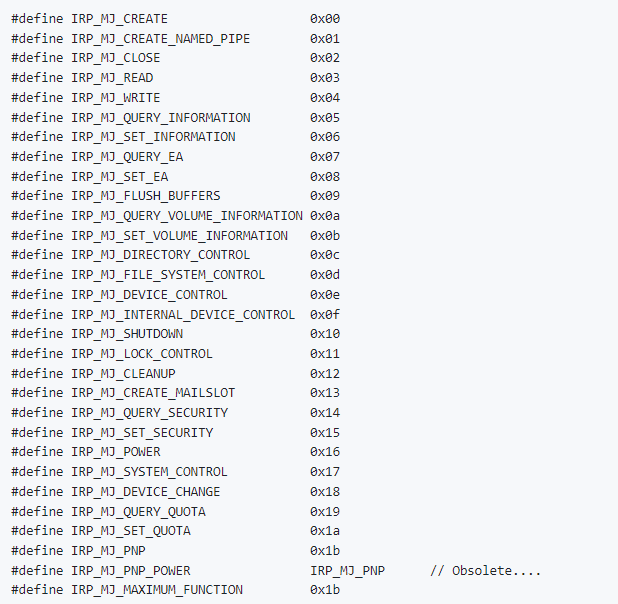 #define IRP_MJ_CREATE                   0x00
#define IRP_MJ_CREATE_NAMED_PIPE        0x01
#define IRP_MJ_CLOSE                    0x02
#define IRP_MJ_READ                     0x03
#define IRP_MJ_WRITE                    0x04
#define IRP_MJ_QUERY_INFORMATION        0x05
#define IRP_MJ_SET_INFORMATION          0x06
#define IRP_MJ_QUERY_EA                 0x07
#define IRP_MJ_SET_EA                   0x08
#define IRP_MJ_FLUSH_BUFFERS            0x09
#define IRP_MJ_QUERY_VOLUME_INFORMATION 0x0a
#define IRP_MJ_SET_VOLUME_INFORMATION   0x0b
#define IRP_MJ_DIRECTORY_CONTROL        0x0c
#define IRP_MJ_FILE_SYSTEM_CONTROL      0x0d
#define IRP_MJ_DEVICE_CONTROL           0x0e
#define IRP_MJ_INTERNAL_DEVICE_CONTROL  0x0f
#define IRP_MJ_SHUTDOWN                 0x10
#define IRP_MJ_LOCK_CONTROL             0x11
#define IRP_MJ_CLEANUP                  0x12
#define IRP_MJ_CREATE_MAILSLOT          0x13
#define IRP_MJ_QUERY_SECURITY           0x14
#define IRP_MJ_SET_SECURITY             0x15
#define IRP_MJ_POWER                    0x16
#define IRP_MJ_SYSTEM_CONTROL           0x17
#define IRP_MJ_DEVICE_CHANGE            0x18
#define IRP_MJ_QUERY_QUOTA              0x19
#define IRP_MJ_SET_QUOTA                0x1a
#define IRP_MJ_PNP                      0x1b
#define IRP_MJ_PNP_POWER                IRP_MJ_PNP      // Obsolete....
#define IRP_MJ_MAXIMUM_FUNCTION         0x1b